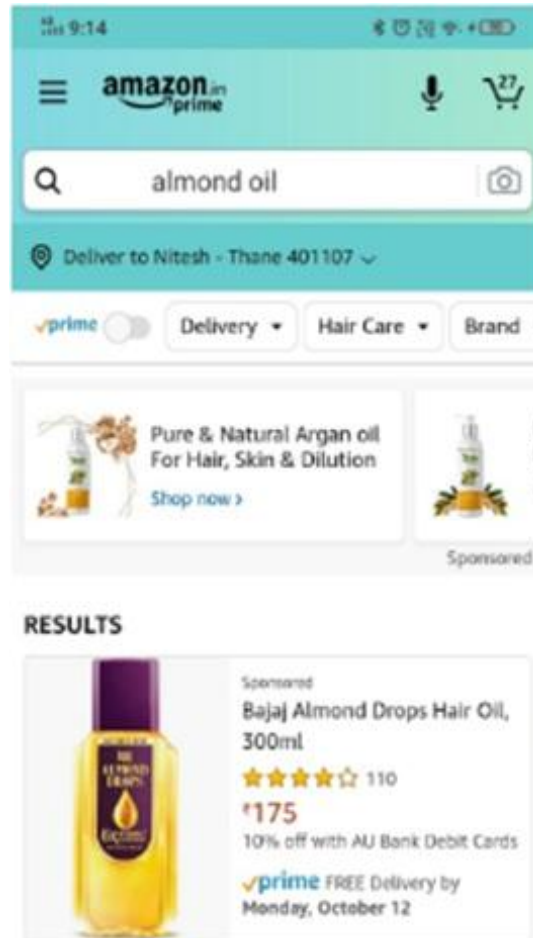 9:14
amazon.in
prime
27
almond oil
Deliver to Nitesh - Thane 401107
prime
Delivery
Hair Care
Brand
Pure & Natural Argan oil
For Hair, Skin & Dilution
Shop now
Sponsored
RESULTS
Sponsored
Bajaj Almond Drops Hair Oil,
300ml
110
₹175
10% off with AU Bank Debit Cards
prime FREE Delivery by
Monday, October 12
ALMOND
DROPS